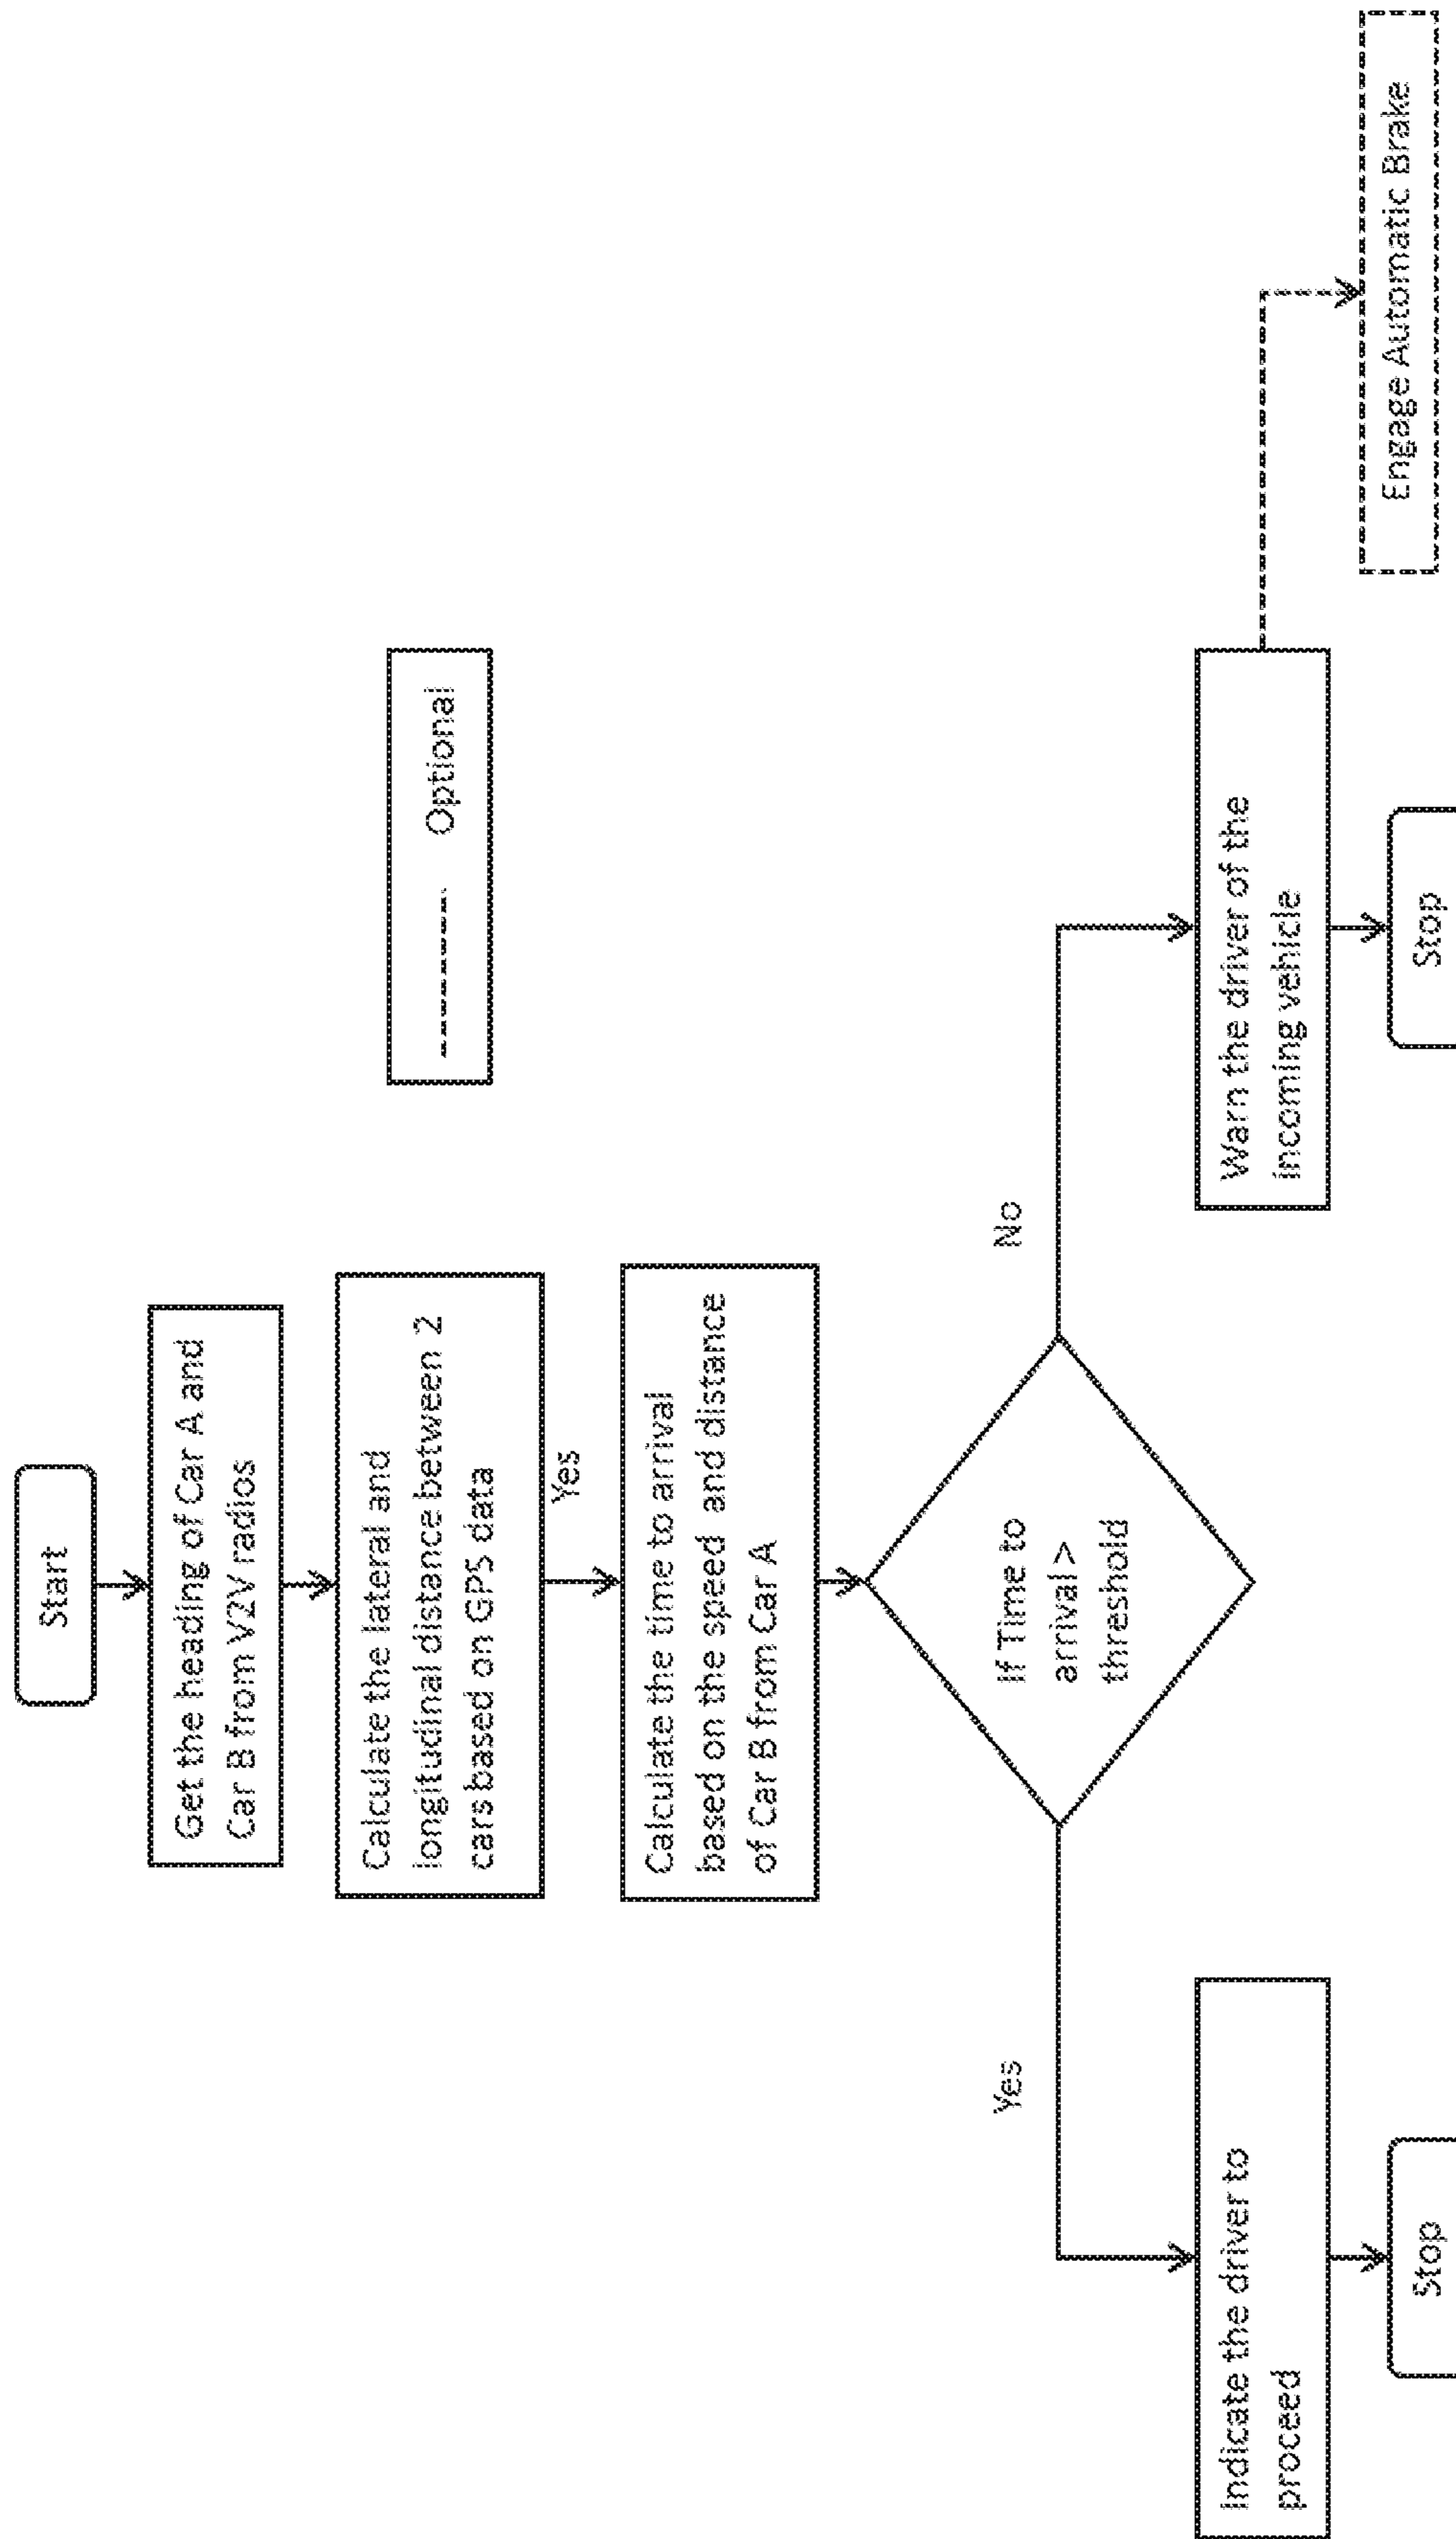 Start
Get the heading of Car A and
Car B from V2V radios
Calculate the lateral and
longitudinal distance between 2
cars based on GPS data
Yes
Calculate the time to arrival
based on the speed and distance
of Car B from Car A
If Time to
arrival >
threshold
Yes
No
Optional
Indicate the driver to
proceed
Stop
Warn the driver of the
incoming vehicle
Stop
Engage Automatic Brake